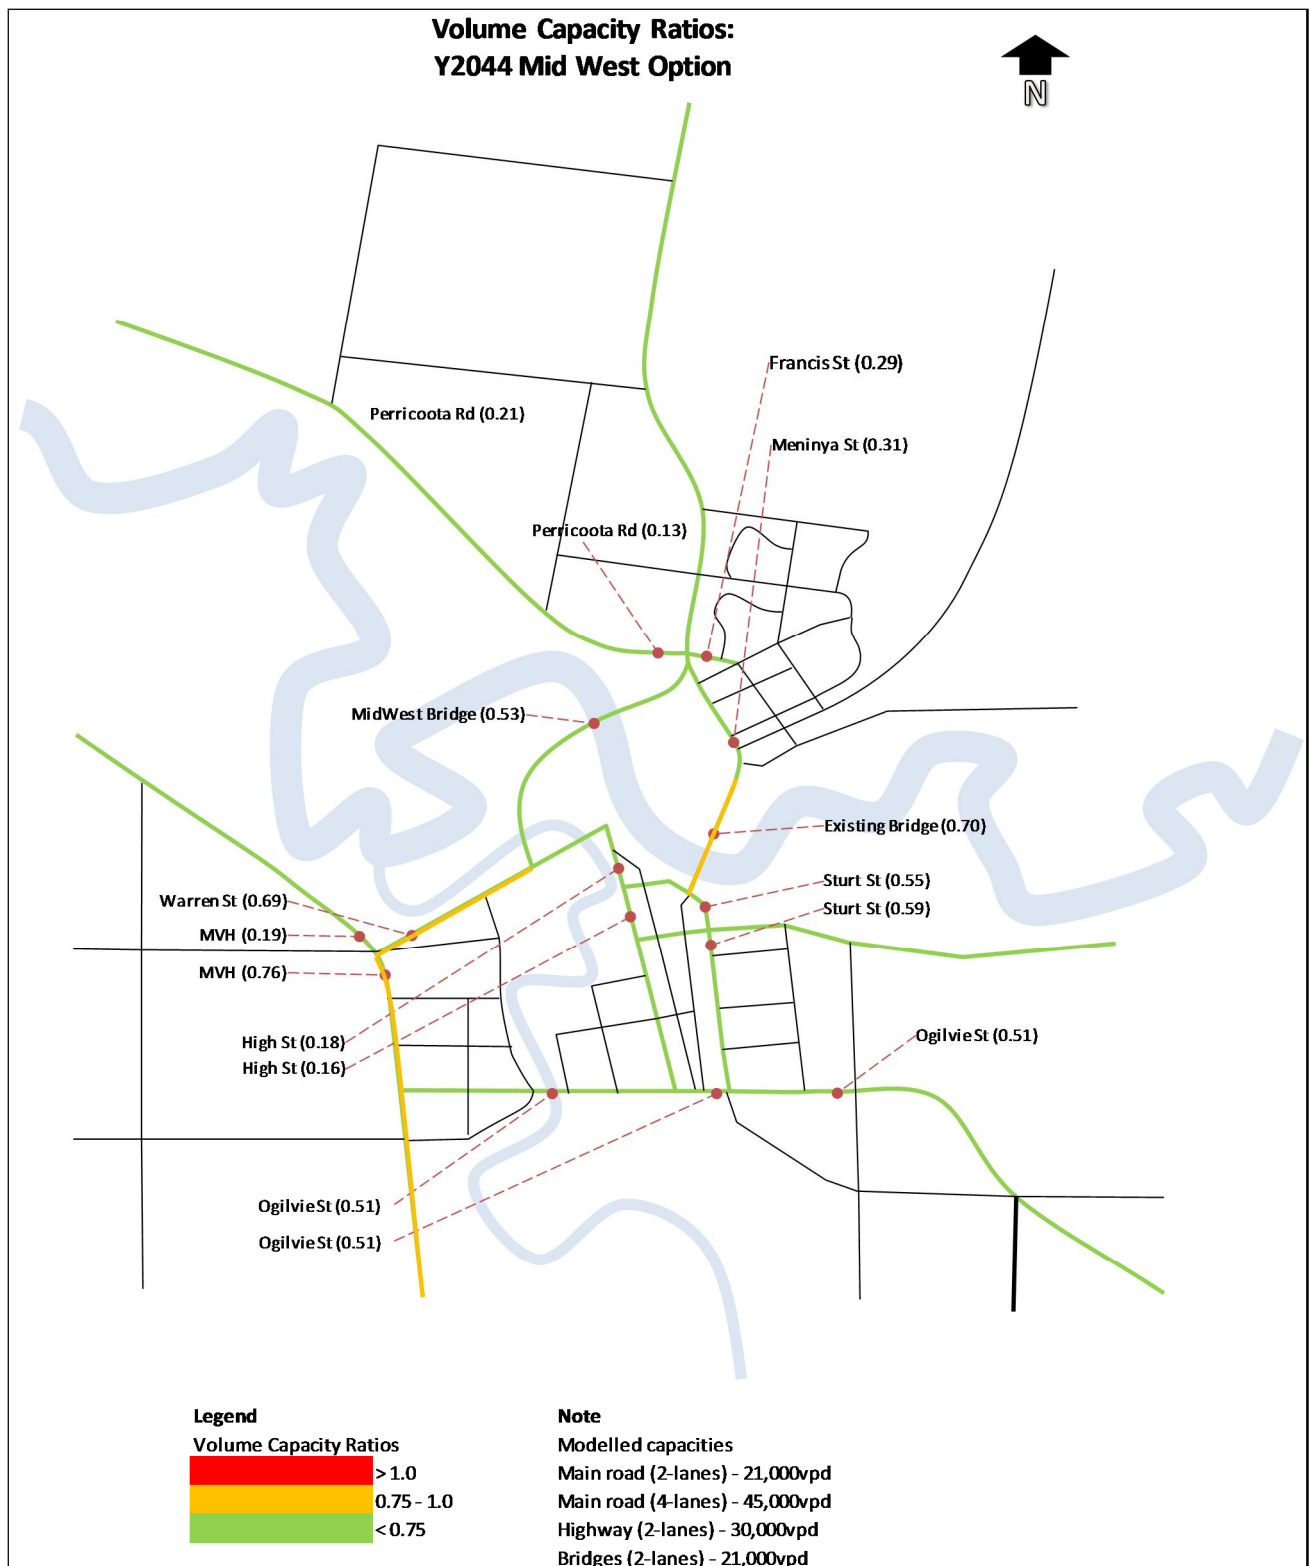 Volume Capacity Ratios:
Y2044 Mid West Option
N
Francis St (0.29)
Perricoota Rd (0.21)
Meninya St (0.31)
Perricoota Rd (0.13)
MidWest Bridge (0.53)
Existing Bridge (0.70)
Sturt St (0.55)
Warren St (0.69)
Sturt St (0.59)
MVH (0.19)
MVH (0.76)
Ogilvie St (0.51)
High St (0.18)
High St (0.16)
Ogilvie St (0.51)
Ogilvie St (0.51)
Legend
Volume Capacity Ratios
> 1.0
0.75 - 1.0
< 0.75
Note
Modelled capacities
Main road (2-lanes) - 21,000vpd
Main road (4-lanes) - 45,000vpd
Highway (2-lanes) - 30,000vpd
Bridges (2-lanes) - 21,000vpd